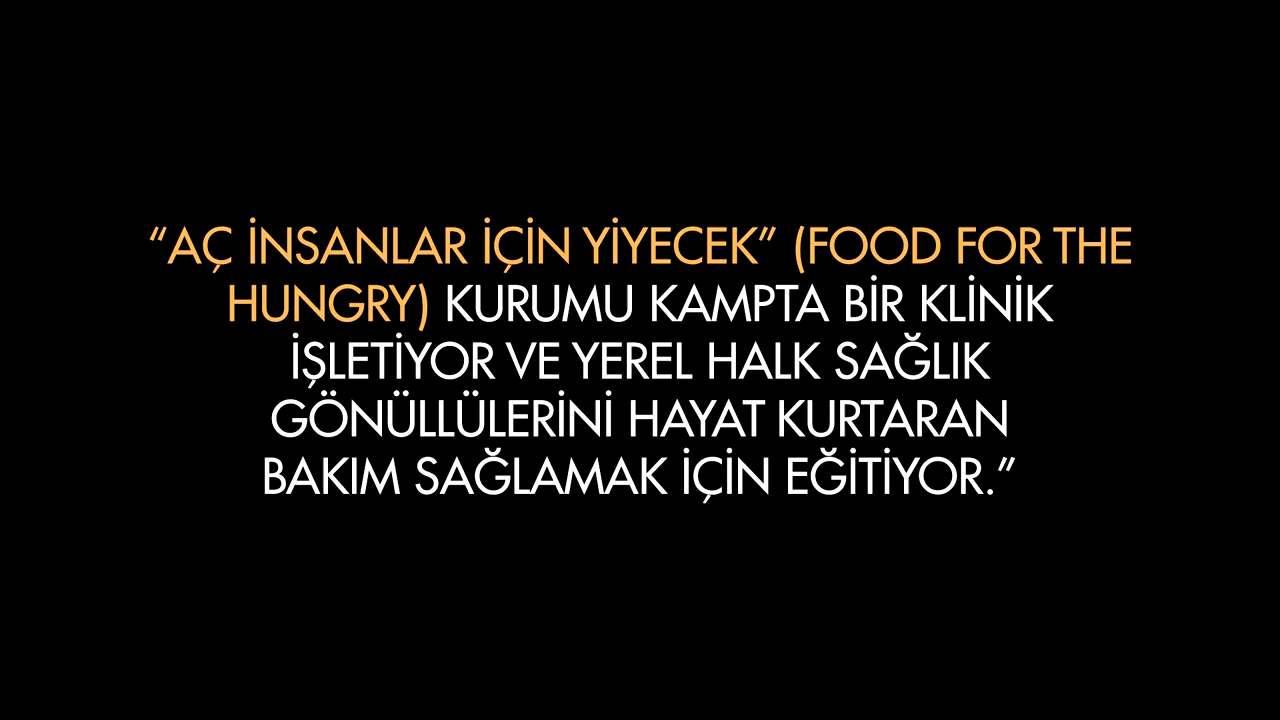 “AÇ İNSANLAR İÇİN YİYECEK” (FOOD FOR THE
HUNGRY) KURUMU KAMPTA BİR KLİNİK
İŞLETİYOR VE YEREL HALK SAĞLIK
GÖNÜLLÜLERİNİ HAYAT KURTARAN
BAKIM SAĞLAMAK İÇİN EĞİTİYOR.”